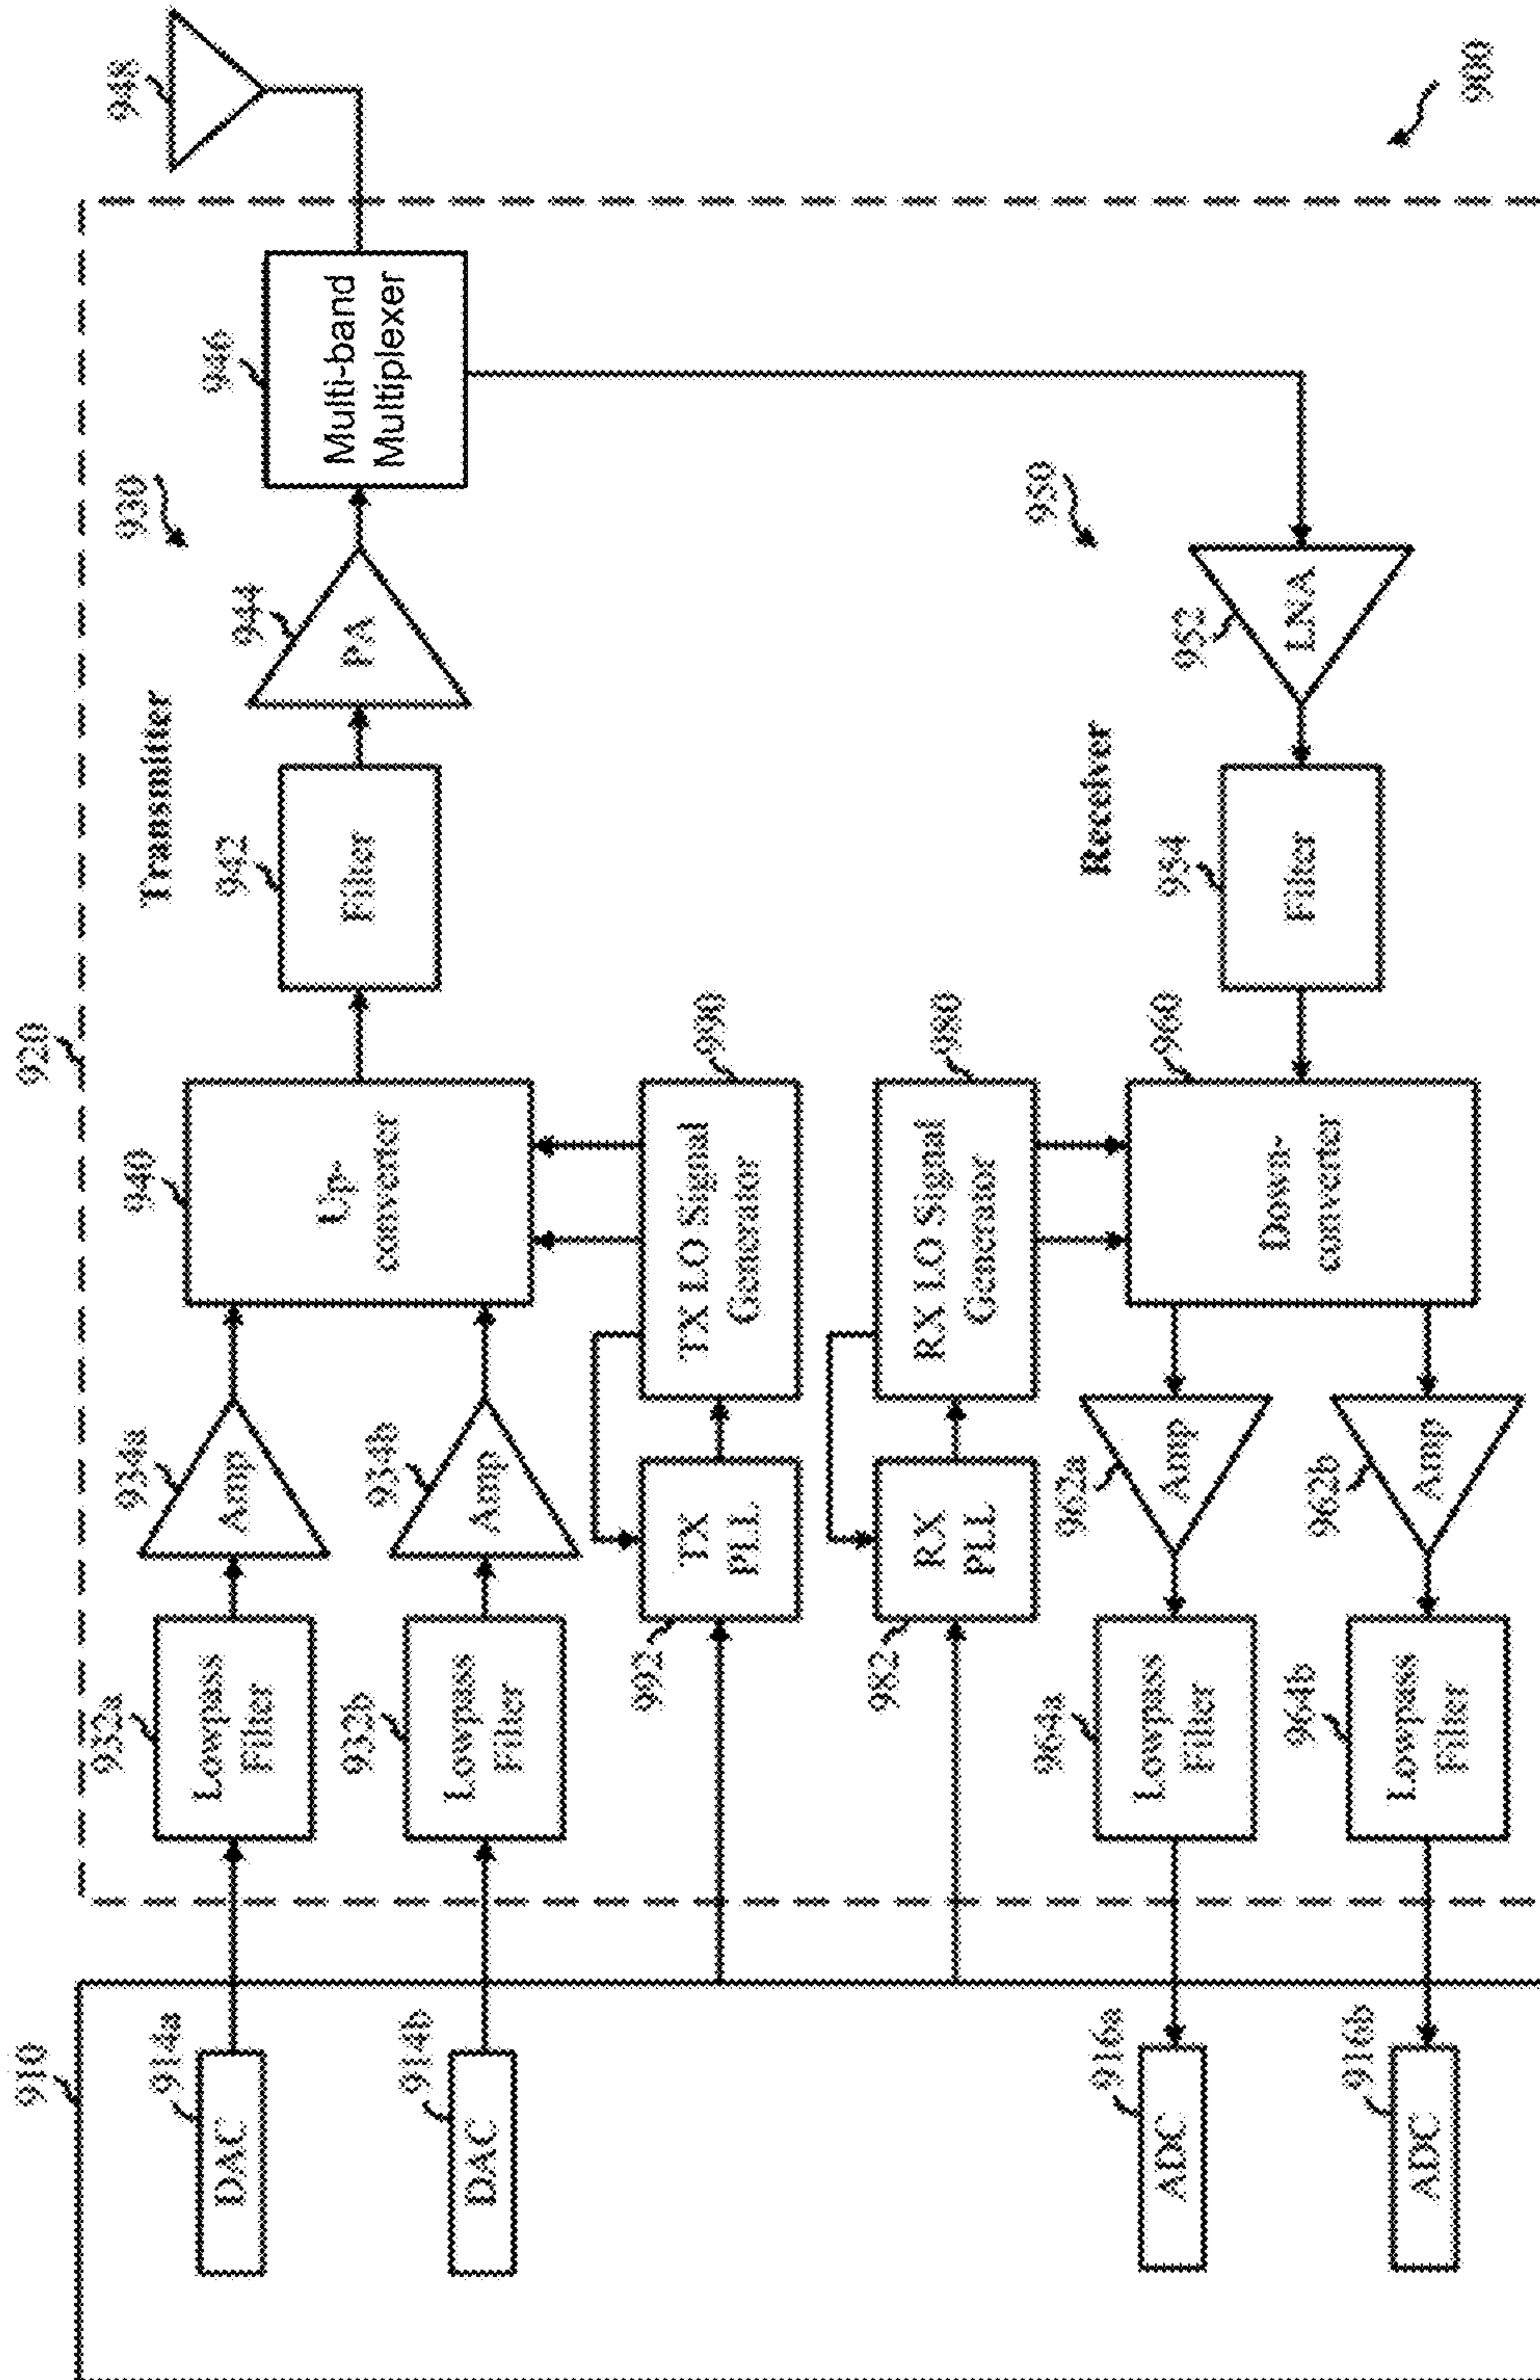 910
DAC
914a
DAC
914b
ADC
916a
ADC
916b
920
932a
Lowpass
Filter
934a
Amp
940
Up-
converter
942
Filter
Transmitter
944
PA
930
946
Multi-band
Multiplexer
948
932b
Lowpass
Filter
934b
Amp
992
TX
PLL
TX LO Signal
Generator
990
982
RX
PLL
RX LO Signal
Generator
980
964a
Lowpass
Filter
962a
Amp
Down-
converter
960
954
Filter
Receiver
952
LNA
950
964b
Lowpass
Filter
962b
Amp
900